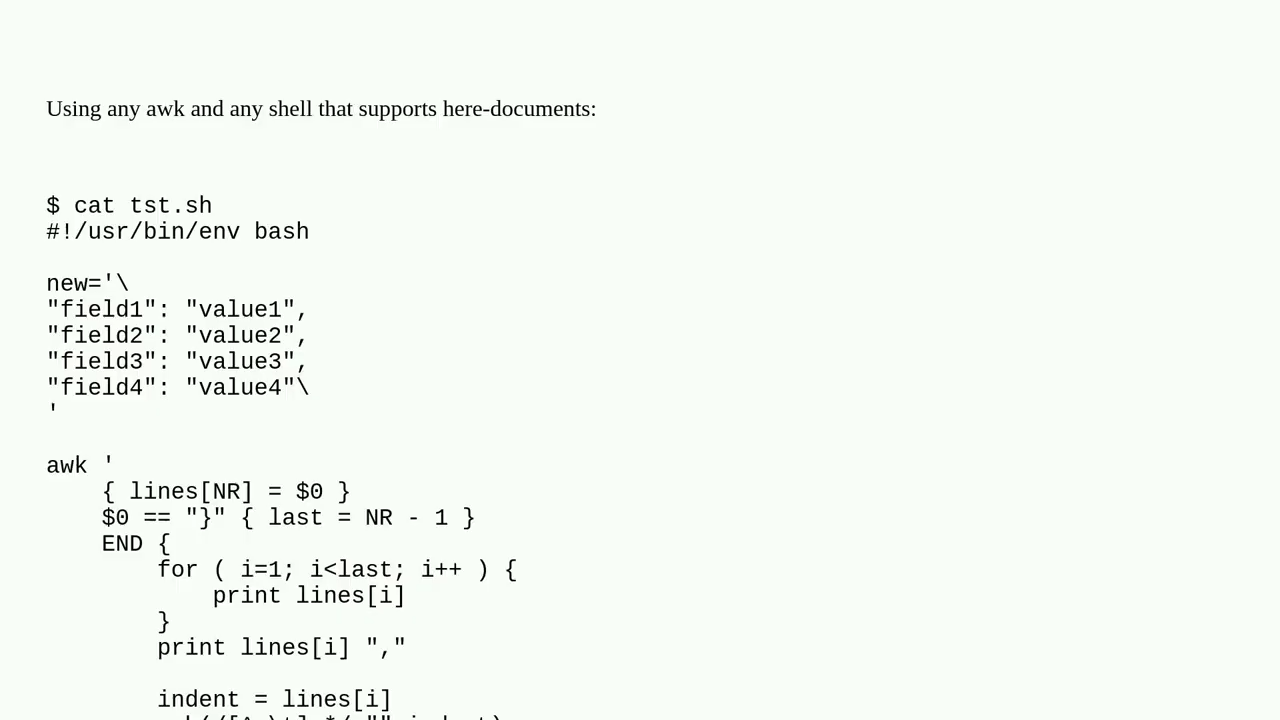 Using any awk and any shell that supports here-documents:
$ cat tst.sh
#!/usr/bin/env bash
new='\
"field1": "value1",
"field2": "value2",
"field3": "value3",
"field4": "value4"\
'
awk '
{ lines[NR] = $0 }
$0 == "}" { last = NR - 1 }
END {
for ( i=1; i<last; i++ ) {
print lines[i]
}
print lines[i] ","
indent = lines[i]